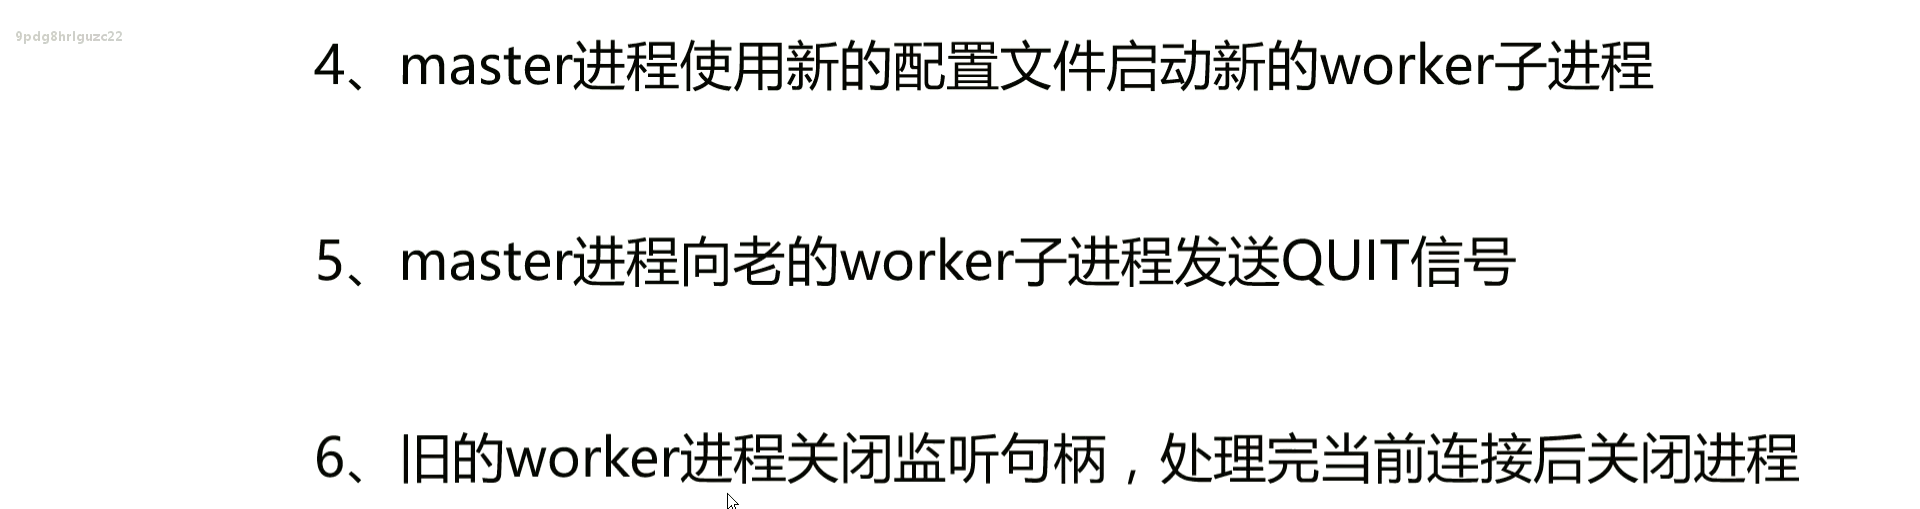 9pdg8hrlguzc22
4、master进程使用新的配置文件启动新的worker子进程
5、master进程向老的worker子进程发送QUIT信号
6、旧的worker进程关闭监听句柄，处理完当前连接后关闭进程